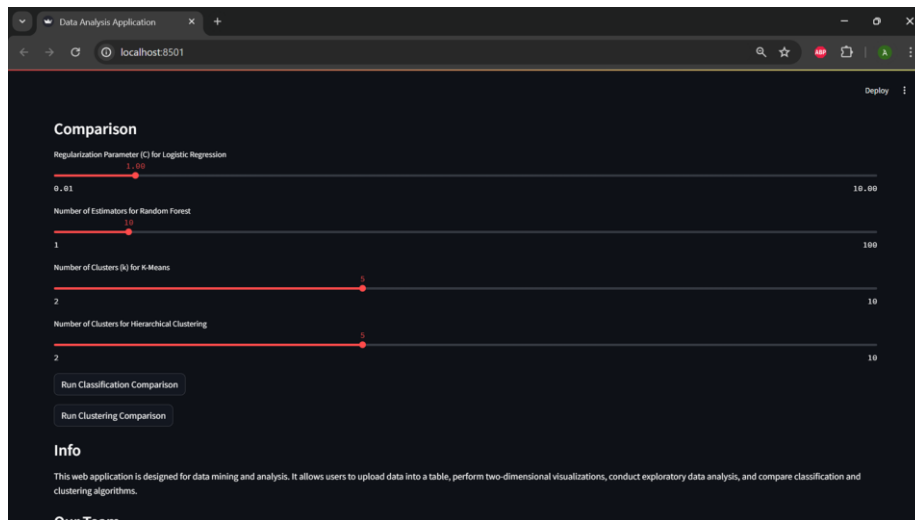 Data Analysis Application
localhost:8501
ABP
A
Deploy
Comparison
Regularization Parameter (C) for Logistic Regression
1.00
0.01 10.00
Number of Estimators for Random Forest
10
1 100
Number of Clusters (k) for K-Means
5
2 10
Number of Clusters for Hierarchical Clustering
5
2 10
Run Classification Comparison
Run Clustering Comparison
Info
This web application is designed for data mining and analysis. It allows users to upload data into a table, perform two-dimensional visualizations, conduct exploratory data analysis, and compare classification and
clustering algorithms.
Our Team